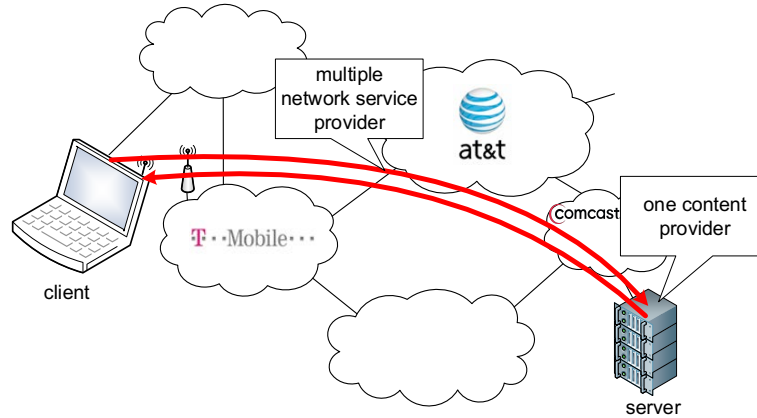 multiple
network service
provider
at&t
comcast
one content
provider
T··Mobile···
client
server